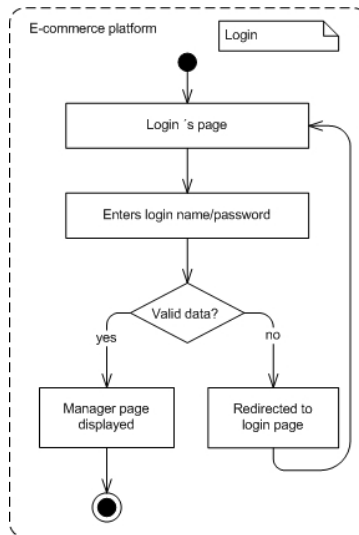 E-commerce platform
Login
Login ´s page
Enters login name/password
Valid data?
yes
no
Manager page
displayed
Redirected to
login page